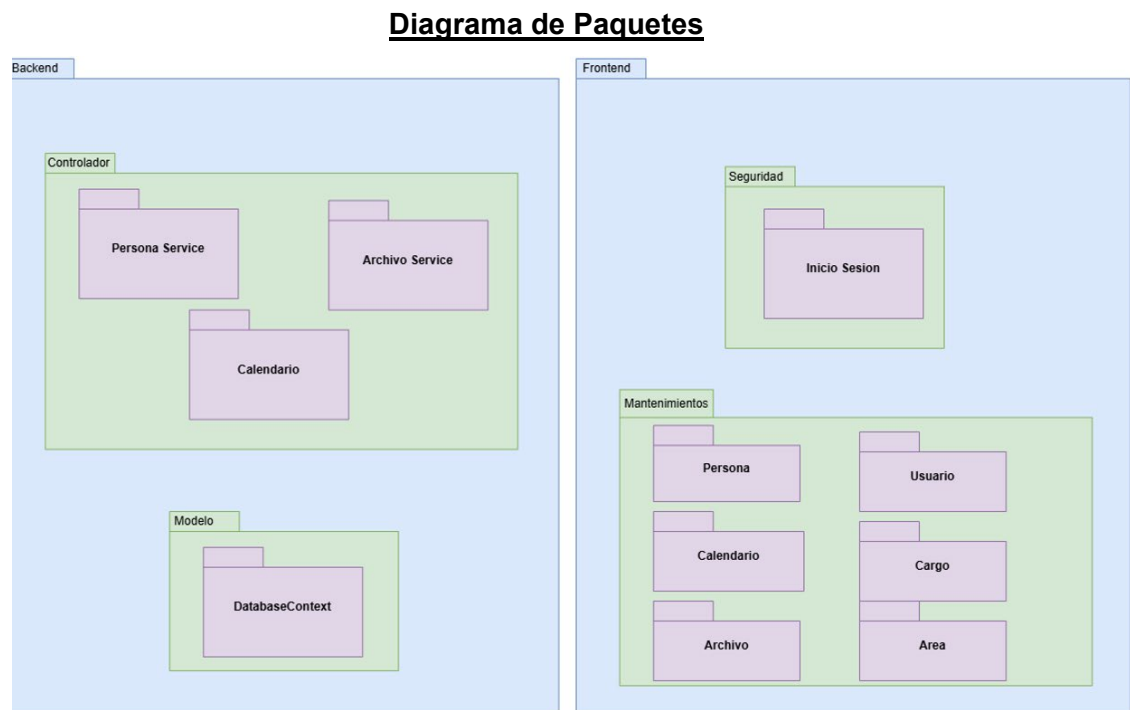 Diagrama de Paquetes
Backend
Controlador
Persona Service
Archivo Service
Calendario
Modelo
DatabaseContext
Frontend
Seguridad
Inicio Sesion
Mantenimientos
Persona
Usuario
Calendario
Cargo
Archivo
Area